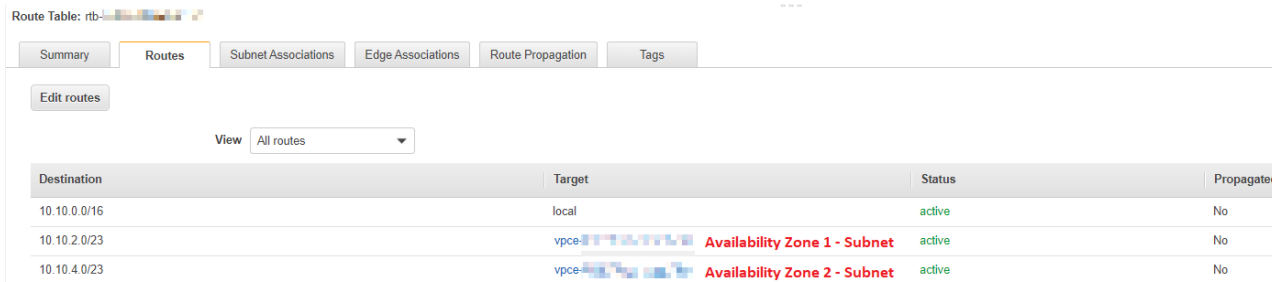 Route Table: rtb-
Summary Routes Subnet Associations Edge Associations Route Propagation Tags
Edit routes
View All routes
Destination Target Status Propagated
10.10.0.0/16 local active No
10.10.2.0/23 vpce- Availability Zone 1 - Subnet active No
10.10.4.0/23 vpce- Availability Zone 2 - Subnet active No